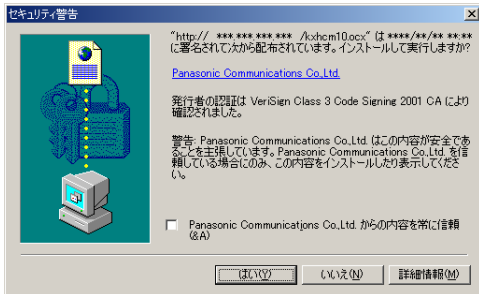 セキュリティ警告
"http:// ***.***.***.*** /kxhcm10.ocx" は ****/**/** **:**
に署名されて次から配布されています。インストールして実行しますか?
Panasonic Communications Co.,Ltd.
発行者の認証は VeriSign Class 3 Code Signing 2001 CA により
確認されました。
警告: Panasonic Communications Co.,Ltd. はこの内容が安全であ
ることを主張しています。Panasonic Communications Co.,Ltd. を信
頼している場合にのみ、この内容をインストールしたり表示してくださ
い。
Panasonic Communications Co.,Ltd. からの内容を常に信頼
(&A)
はい(Y)
いいえ(N)
詳細情報(M)